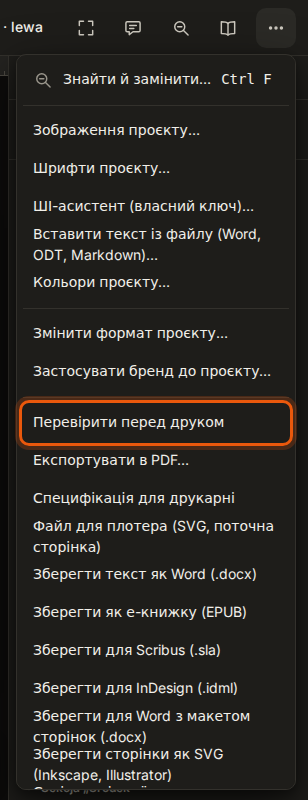 · Iewa
Знайти й замінити... Ctrl F
Зображення проєкту...
Шрифти проєкту...
ШІ-асистент (власний ключ)...
Вставити текст із файлу (Word,
ODT, Markdown)...
Кольори проєкту...
Змінити формат проєкту...
Застосувати бренд до проєкту...
Перевірити перед друком
Експортувати в PDF...
Специфікація для друкарні
Файл для плотера (SVG, поточна
сторінка)
Зберегти текст як Word (.docx)
Зберегти як е-книжку (EPUB)
Зберегти для Scribus (.sla)
Зберегти для InDesign (.idml)
Зберегти для Word з макетом
сторінок (.docx)
Зберегти сторінки як SVG
(Inkscape, Illustrator)